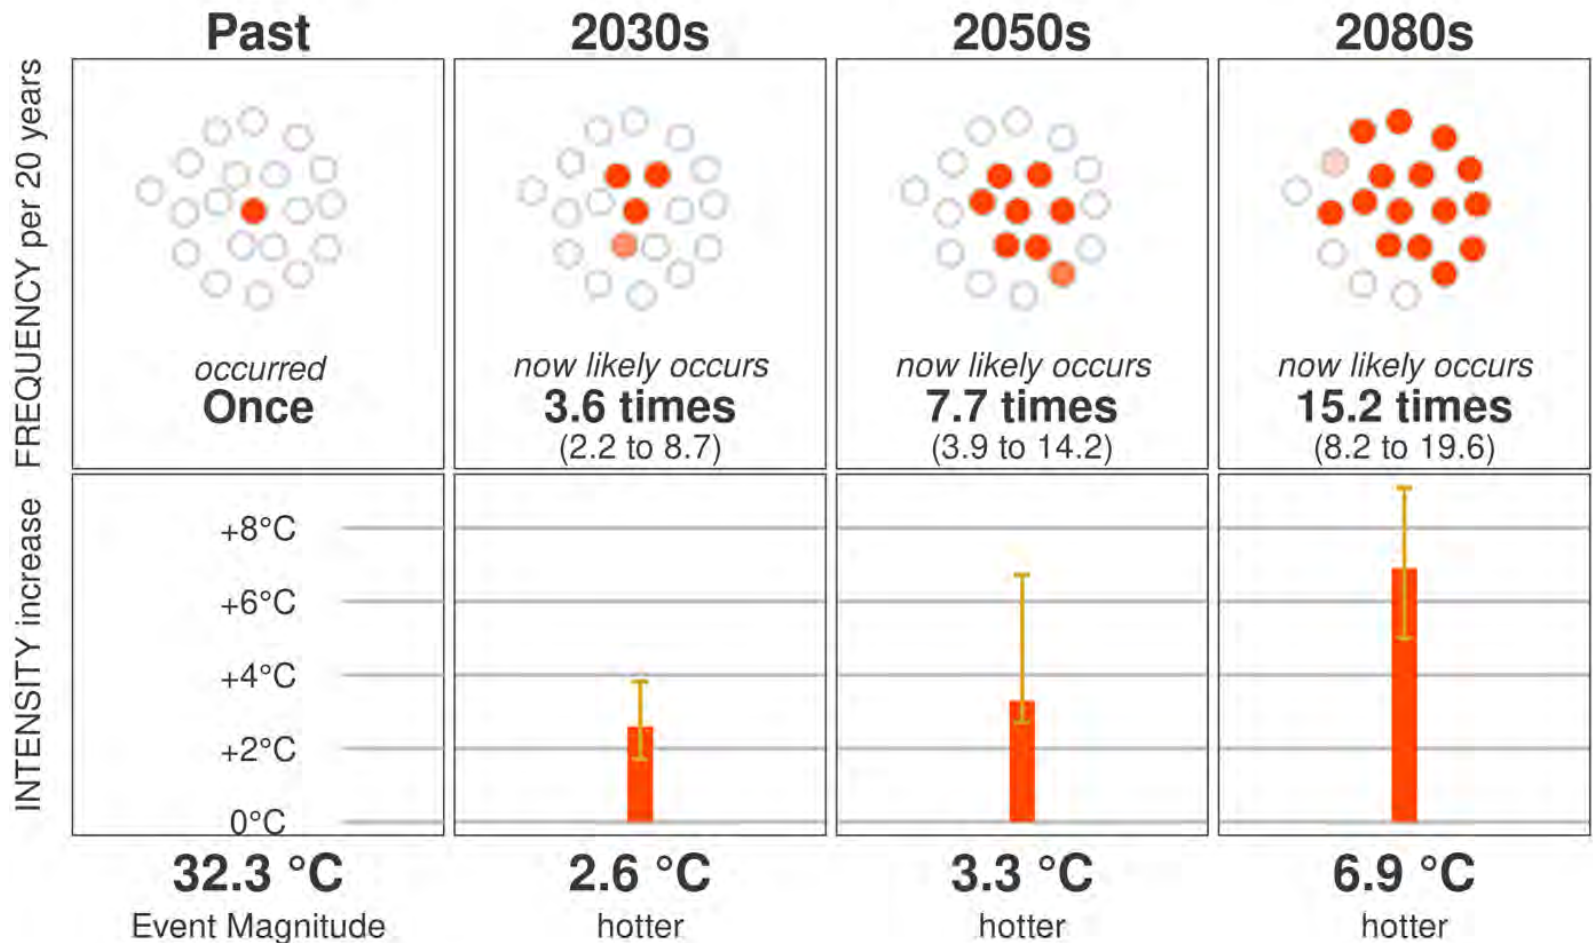 Past
2030s
2050s
2080s
FREQUENCY per 20 years
occurred
Once
now likely occurs
3.6 times
(2.2 to 8.7)
now likely occurs
7.7 times
(3.9 to 14.2)
now likely occurs
15.2 times
(8.2 to 19.6)
INTENSITY increase
+8°C
+6°C
+4°C
+2°C
0°C
32.3 °C
Event Magnitude
2.6 °C
hotter
3.3 °C
hotter
6.9 °C
hotter